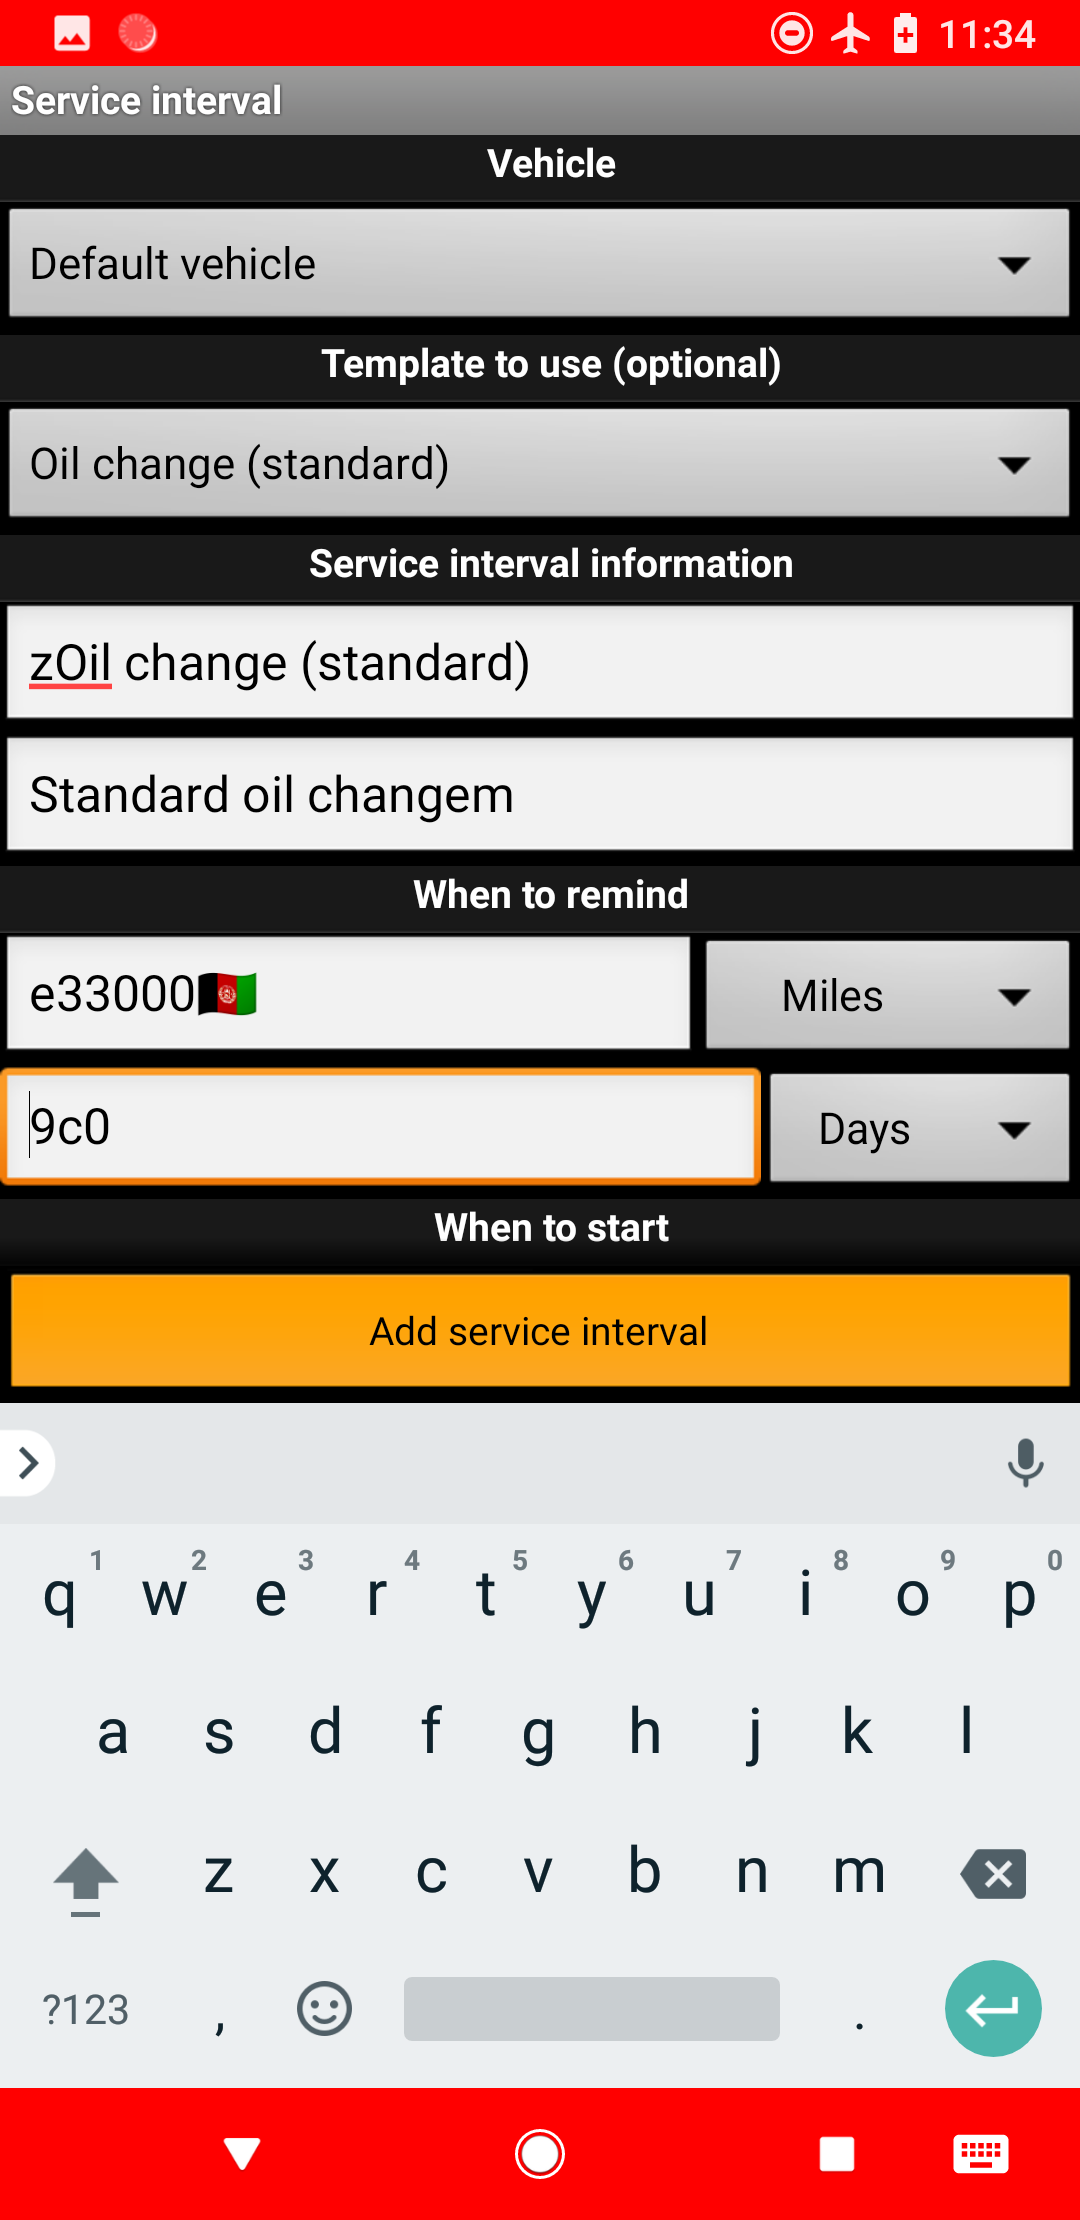 11:34
Service interval
Vehicle
Default vehicle
Template to use (optional)
Oil change (standard)
Service interval information
zOil change (standard)
Standard oil changem
When to remind
e33000🇦🇫 Miles
9c0 Days
When to start
Add service interval
1 2 3 4 5 6 7 8 9 0
q w e r t y u i o p
a s d f g h j k l
z x c v b n m
?123 , .